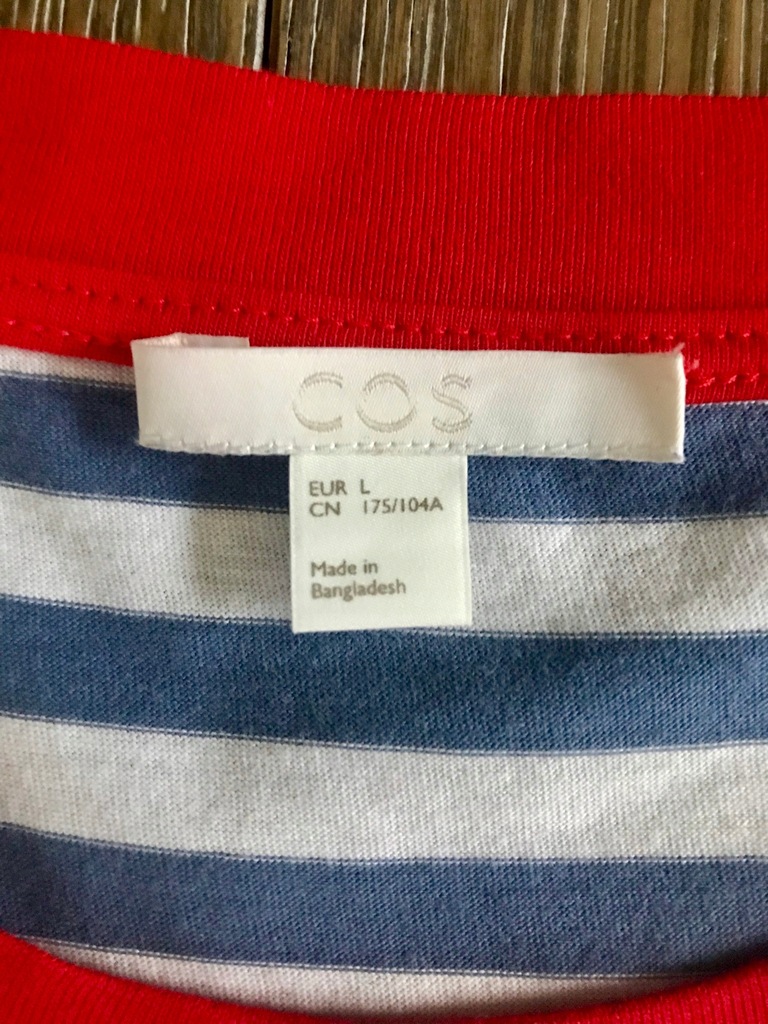 COS
EUR L
CN 175/104A
Made in
Bangladesh